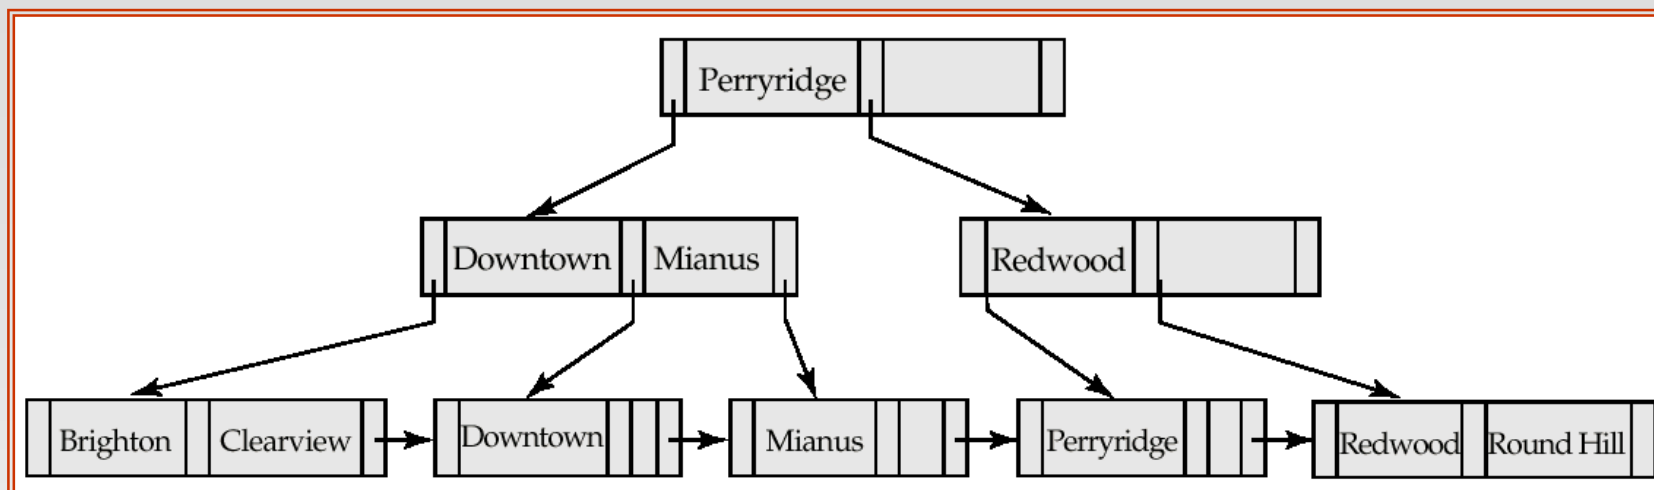 Perryridge
Downtown Mianus Redwood
Brighton Clearview Downtown Mianus Perryridge Redwood Round Hill